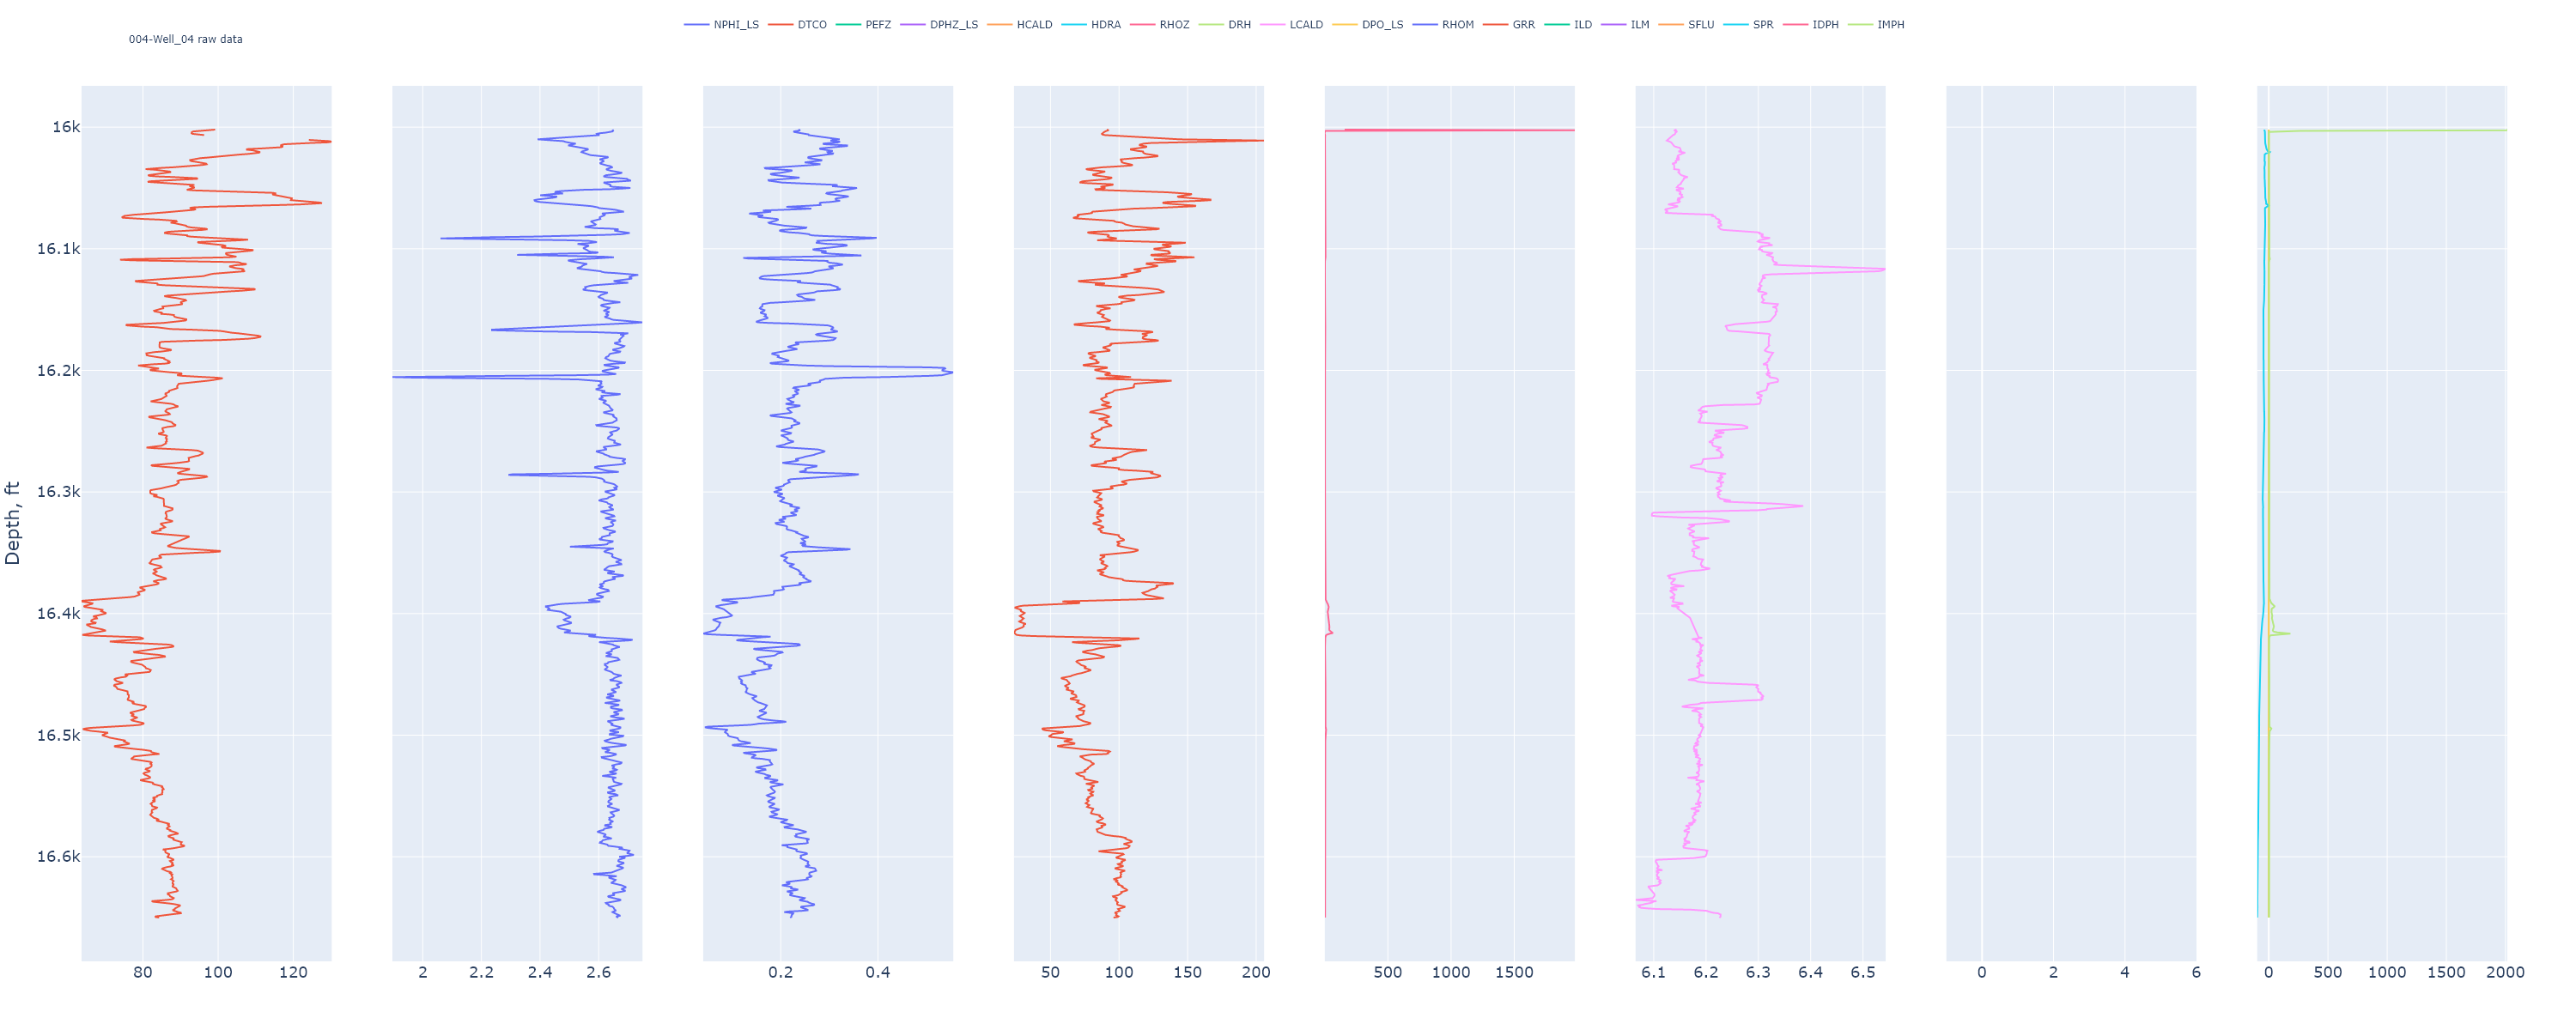 NPHI_LS DTCO PEFZ DPHZ_LS HCALD HDRA RHOZ DRH LCALD DPO_LS RHOM GRR ILD ILM SFLU SPR IDPH IMPH
004-Well_04 raw data
16k
16.1k
16.2k
16.3k
16.4k
16.5k
16.6k
Depth, ft
80 100 120
2 2.2 2.4 2.6
0.2 0.4
50 100 150 200
500 1000 1500
6.1 6.2 6.3 6.4 6.5
0 2 4 6
0 500 1000 1500 2000